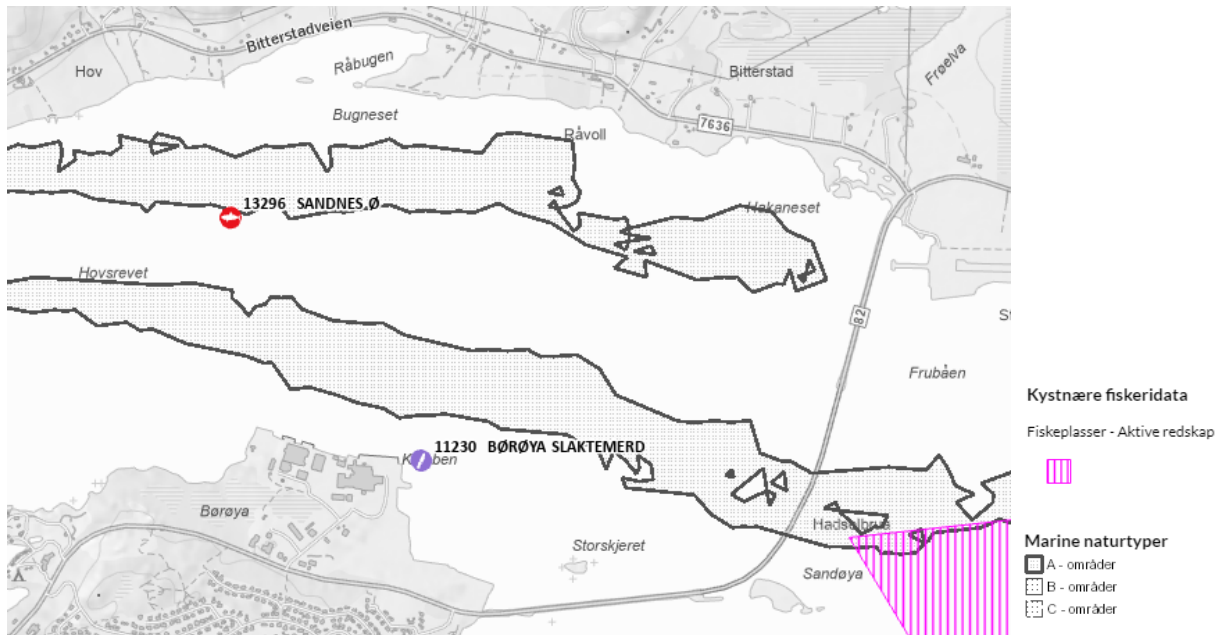 Bitterstadveien
Hov
Råbugen
Bitterstad
Frøelva
Bugneset
7636
Råvoll
13296 SANDNES Ø
Hakaneset
Hovsrevet
82
Frubåen
Kystnære fiskeridata
Fiskeplasser - Aktive redskap
11230 BØRØYA SLAKTEMERD
Børøya
Hadselbrua
Storskjeret
Sandøya
Marine naturtyper
A - områder
B - områder
C - områder